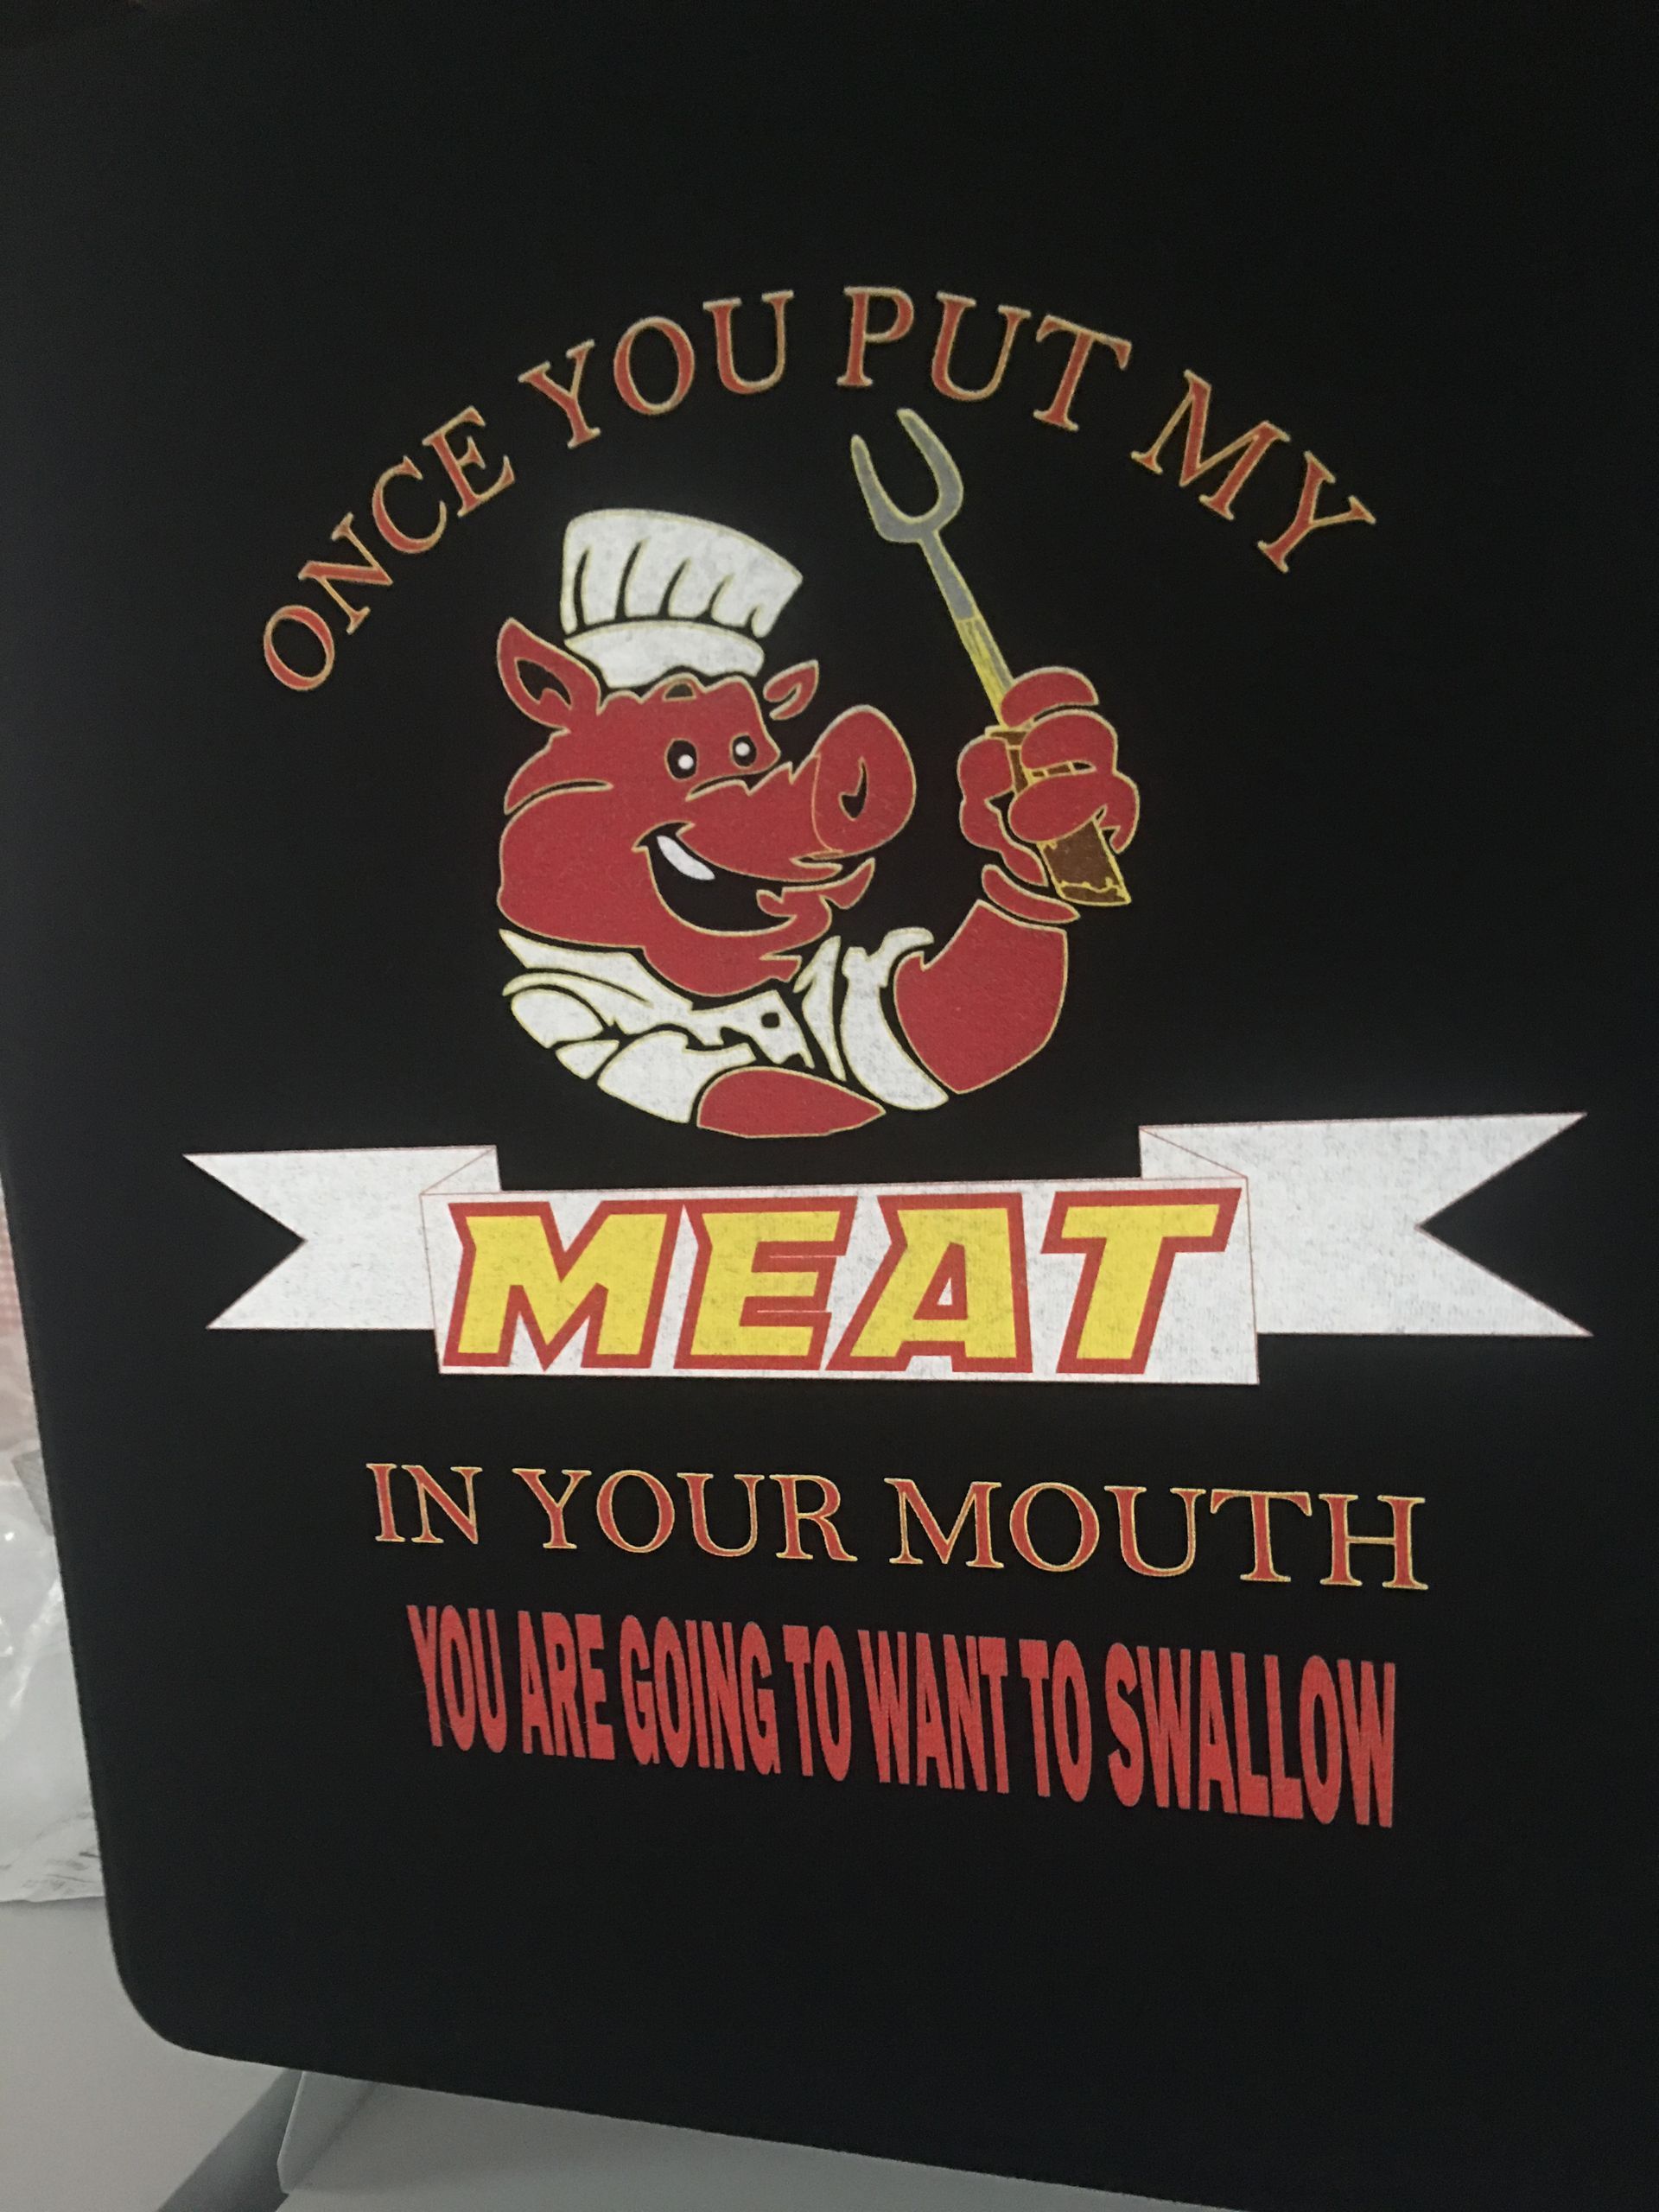 ONCE YOU PUT MY
MEAT
IN YOUR MOUTH
YOU ARE GOING TO WANT TO SWALLOW